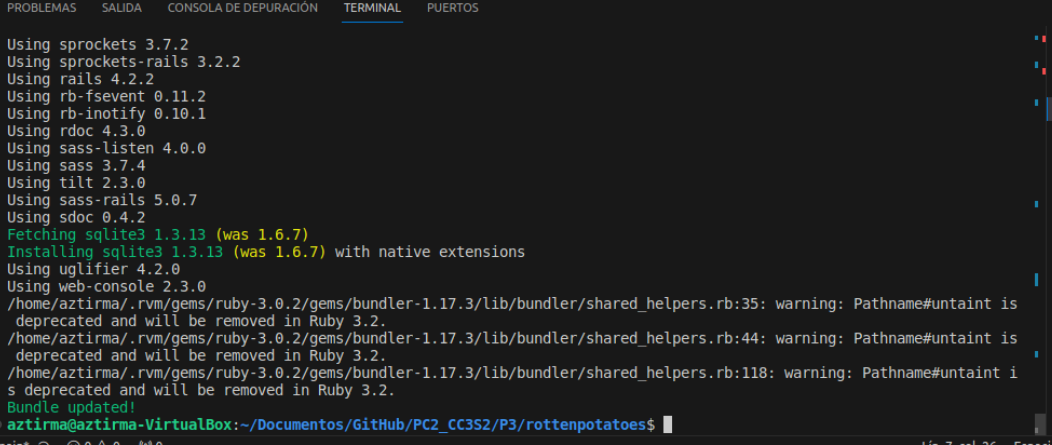 PROBLEMAS SALIDA CONSOLA DE DEPURACIÓN TERMINAL PUERTOS
Using sprockets 3.7.2
Using sprockets-rails 3.2.2
Using rails 4.2.2
Using rb-fsevent 0.11.2
Using rb-inotify 0.10.1
Using rdoc 4.3.0
Using sass-listen 4.0.0
Using sass 3.7.4
Using tilt 2.3.0
Using sass-rails 5.0.7
Using sdoc 0.4.2
Fetching sqlite3 1.3.13 (was 1.6.7)
Installing sqlite3 1.3.13 (was 1.6.7) with native extensions
Using uglifier 4.2.0
Using web-console 2.3.0
/home/aztirma/.rvm/gems/ruby-3.0.2/gems/bundler-1.17.3/lib/bundler/shared_helpers.rb:35: warning: Pathname#untaint is
deprecated and will be removed in Ruby 3.2.
/home/aztirma/.rvm/gems/ruby-3.0.2/gems/bundler-1.17.3/lib/bundler/shared_helpers.rb:44: warning: Pathname#untaint is
deprecated and will be removed in Ruby 3.2.
/home/aztirma/.rvm/gems/ruby-3.0.2/gems/bundler-1.17.3/lib/bundler/shared_helpers.rb:118: warning: Pathname#untaint i
s deprecated and will be removed in Ruby 3.2.
Bundle updated!
aztirma@aztirma-VirtualBox:~/Documentos/GitHub/PC2_CC3S2/P3/rottenpotatoes$